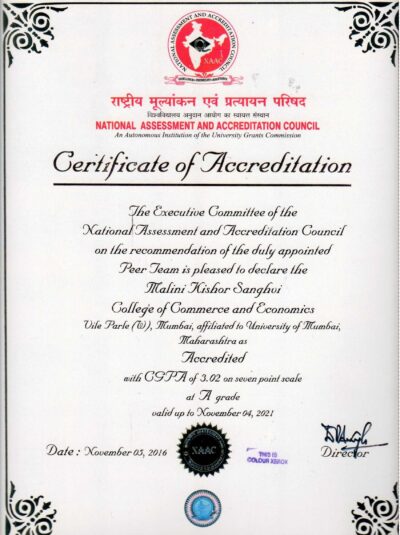 NATIONAL ASSESSMENT AND ACCREDITATION COUNCIL
NAAC
राष्ट्रीय मूल्यांकन एवं प्रत्यायन परिषद
विश्वविद्यालय अनुदान आयोग का स्वायत्त संस्थान
NATIONAL ASSESSMENT AND ACCREDITATION COUNCIL
An Autonomous Institution of the University Grants Commission
Certificate of Accreditation
The Executive Committee of the
National Assessment and Accreditation Council
on the recommendation of the duly appointed
Peer Team is pleased to declare the
Malini Kishor Sanghvi
College of Commerce and Economics
Vile Parle (W), Mumbai, affiliated to University of Mumbai,
Maharashtra as
Accredited
with CGPA of 3.02 on seven point scale
at A grade
valid up to November 04, 2021
Date : November 05, 2016
NAAC
THIS IS
COLOUR XEROX
Director